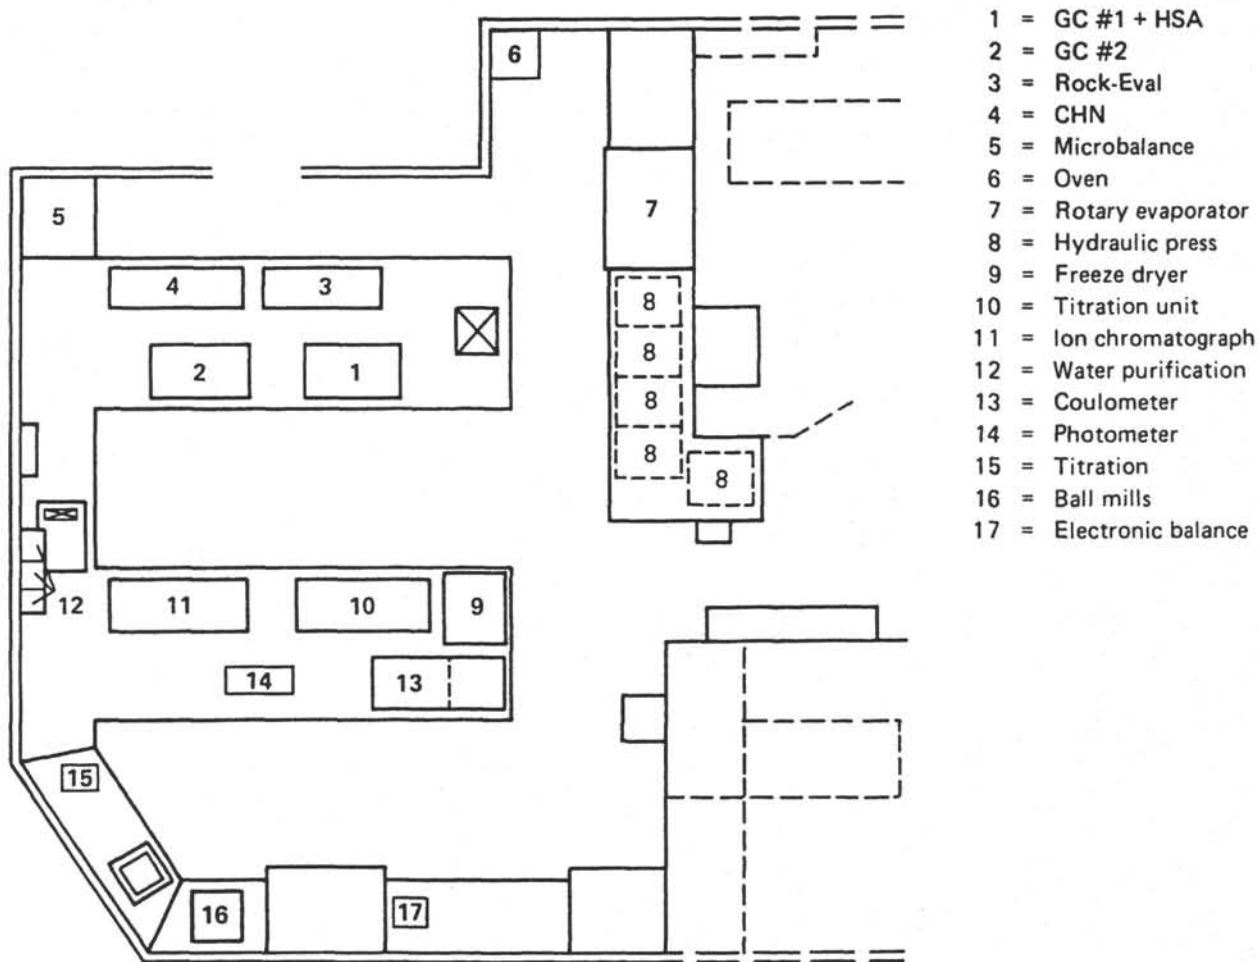 1 = GC #1 + HSA
2 = GC #2
3 = Rock-Eval
4 = CHN
5 = Microbalance
6 = Oven
7 = Rotary evaporator
8 = Hydraulic press
9 = Freeze dryer
10 = Titration unit
11 = Ion chromatograph
12 = Water purification
13 = Coulometer
14 = Photometer
15 = Titration
16 = Ball mills
17 = Electronic balance
6
5
7
4
3
8
2
1
8
8
8
8
12
11
10
9
14
13
15
16
17